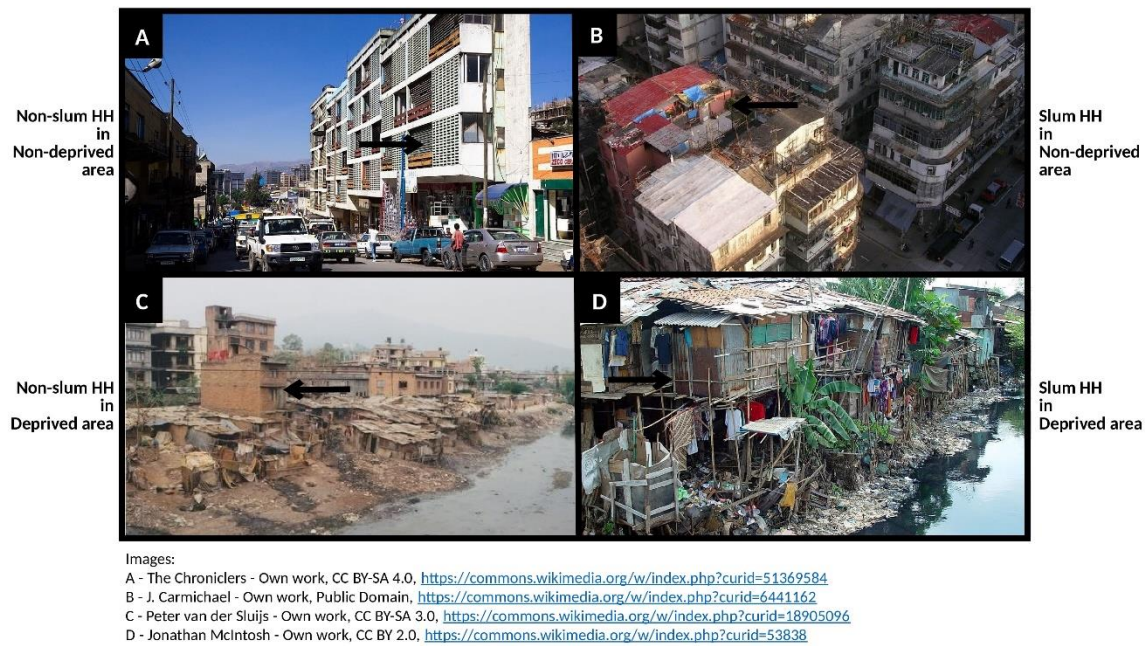 A
B
Non-slum HH
in
Non-deprived
area
Slum HH
in
Non-deprived
area
C
D
Non-slum HH
in
Deprived area
Slum HH
in
Deprived area
Images:
A - The Chroniclers - Own work, CC BY-SA 4.0, https://commons.wikimedia.org/w/index.php?curid=51369584
B - J. Carmichael - Own work, Public Domain, https://commons.wikimedia.org/w/index.php?curid=6441162
C - Peter van der Sluijs - Own work, CC BY-SA 3.0, https://commons.wikimedia.org/w/index.php?curid=18905096
D - Jonathan McIntosh - Own work, CC BY 2.0, https://commons.wikimedia.org/w/index.php?curid=53838